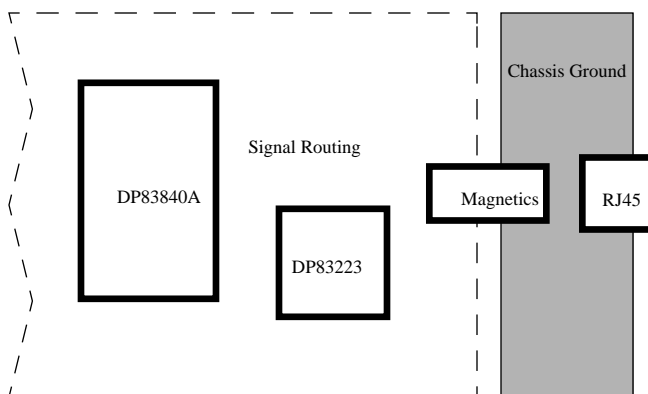 Chassis Ground
Signal Routing
DP83840A
Magnetics
RJ45
DP83223